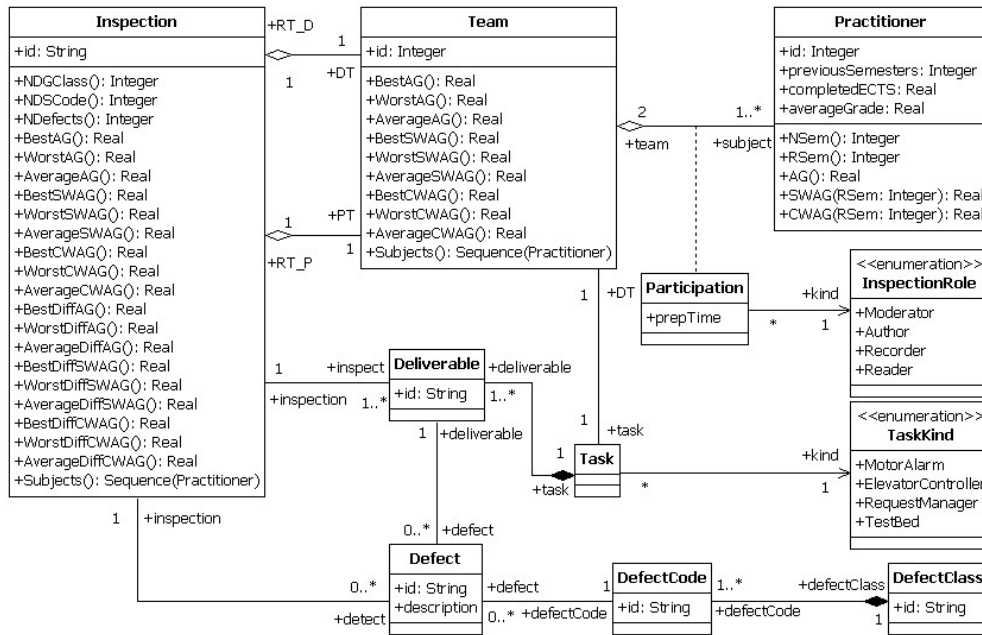 Inspection
+id: String
+NDGClass(): Integer
+NDSCode(): Integer
+NDefects(): Integer
+BestAG(): Real
+WorstAG(): Real
+AverageAG(): Real
+BestSWAG(): Real
+WorstSWAG(): Real
+AverageSWAG(): Real
+BestCWAG(): Real
+WorstCWAG(): Real
+AverageCWAG(): Real
+BestDiffAG(): Real
+WorstDiffAG(): Real
+AverageDiffAG(): Real
+BestDiffSWAG(): Real
+WorstDiffSWAG(): Real
+AverageDiffSWAG(): Real
+BestDiffCWAG(): Real
+WorstDiffCWAG(): Real
+AverageDiffCWAG(): Real
+Subjects(): Sequence(Practitioner)
+RT_D
1
1
+DT
1
+PT
1
+RT_P
Team
+id: Integer
+BestAG(): Real
+WorstAG(): Real
+AverageAG(): Real
+BestSWAG(): Real
+WorstSWAG(): Real
+AverageSWAG(): Real
+BestCWAG(): Real
+WorstCWAG(): Real
+AverageCWAG(): Real
+Subjects(): Sequence(Practitioner)
2
1..*
+team
+subject
Practitioner
+id: Integer
+previousSemesters: Integer
+completedECTS: Real
+averageGrade: Real
+NSem(): Integer
+RSem(): Integer
+AG(): Real
+SWAG(RSem: Integer): Real
+CWAG(RSem: Integer): Real
1
+DT
1
+task
Participation
+prepTime
+kind
*
1
<<enumeration>>
InspectionRole
+Moderator
+Author
+Recorder
+Reader
1
+inspect
+inspection
1..*
Deliverable
+id: String
+deliverable
1..*
1
+task
Task
+kind
*
1
<<enumeration>>
TaskKind
+MotorAlarm
+ElevatorController
+RequestManager
+TestBed
1
+deliverable
0..*
+defect
1
+inspection
0..*
+detect
Defect
+id: String
+description
+defect
1
0..*
+defectCode
DefectCode
+id: String
1..*
+defectClass
+defectCode
1
DefectClass
+id: String